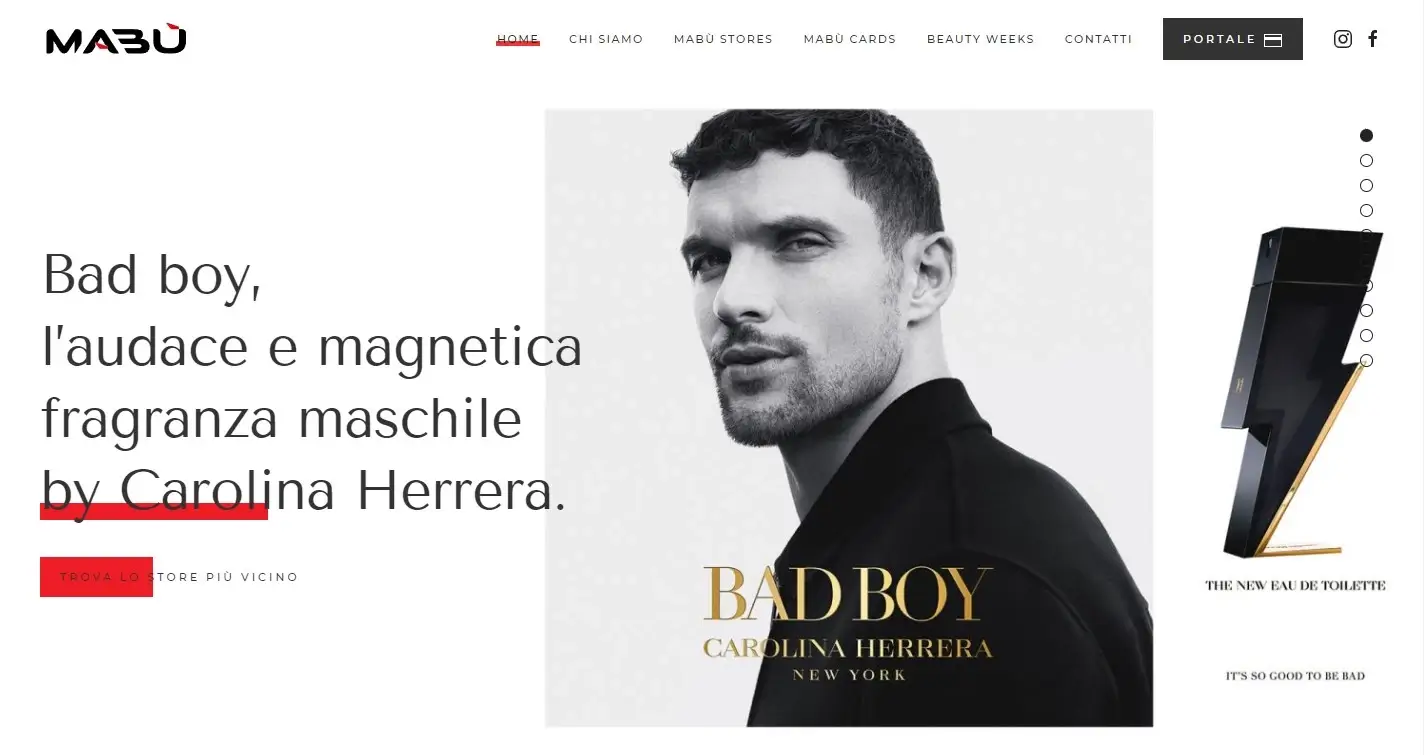 MABÙ
HOME CHI SIAMO MABÙ STORES MABÙ CARDS BEAUTY WEEKS CONTATTI PORTALE
Bad boy,
l'audace e magnetica
fragranza maschile
by Carolina Herrera.
TROVA LO STORE PIÙ VICINO
BAD BOY
CAROLINA HERRERA
NEW YORK
THE NEW EAU DE TOILETTE
IT'S SO GOOD TO BE BAD